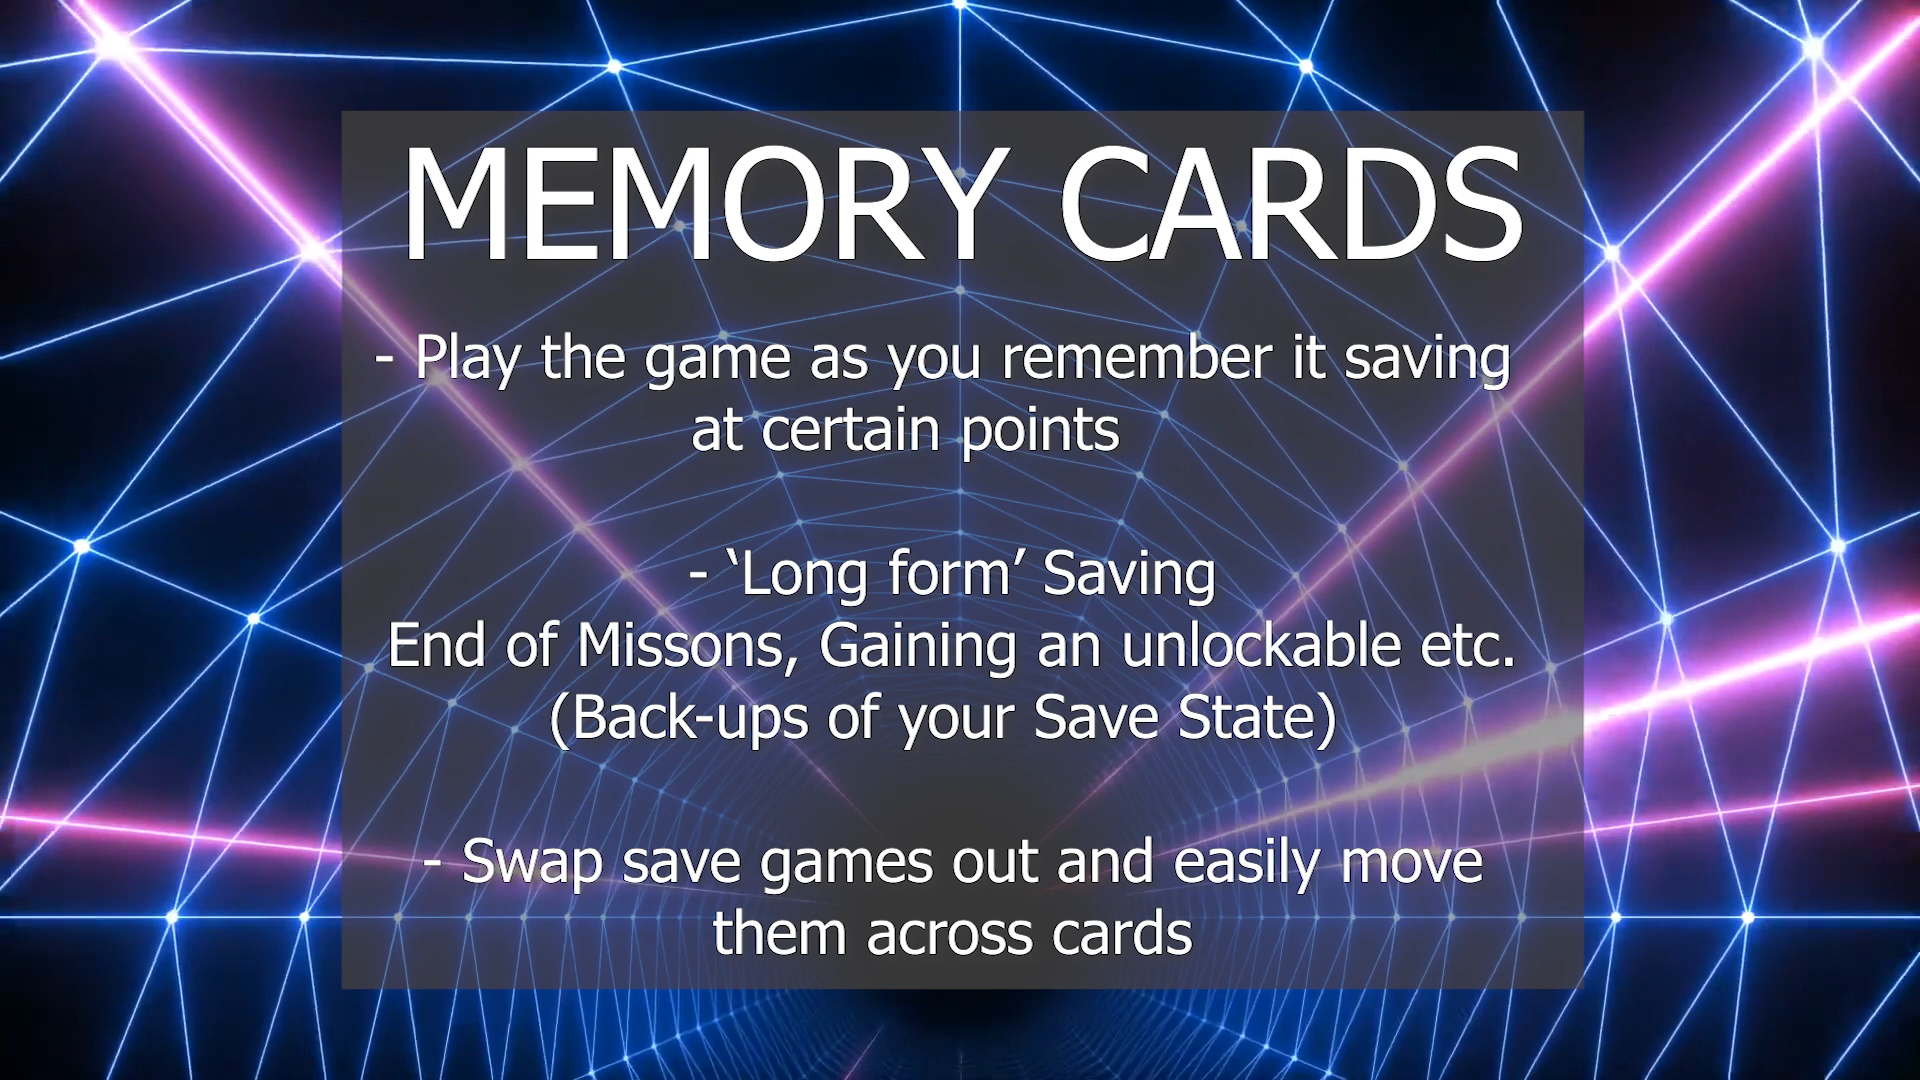 MEMORY CARDS
- Play the game as you remember it saving
at certain points
- ‘Long form’ Saving
End of Missons, Gaining an unlockable etc.
(Back-ups of your Save State)
- Swap save games out and easily move
them across cards